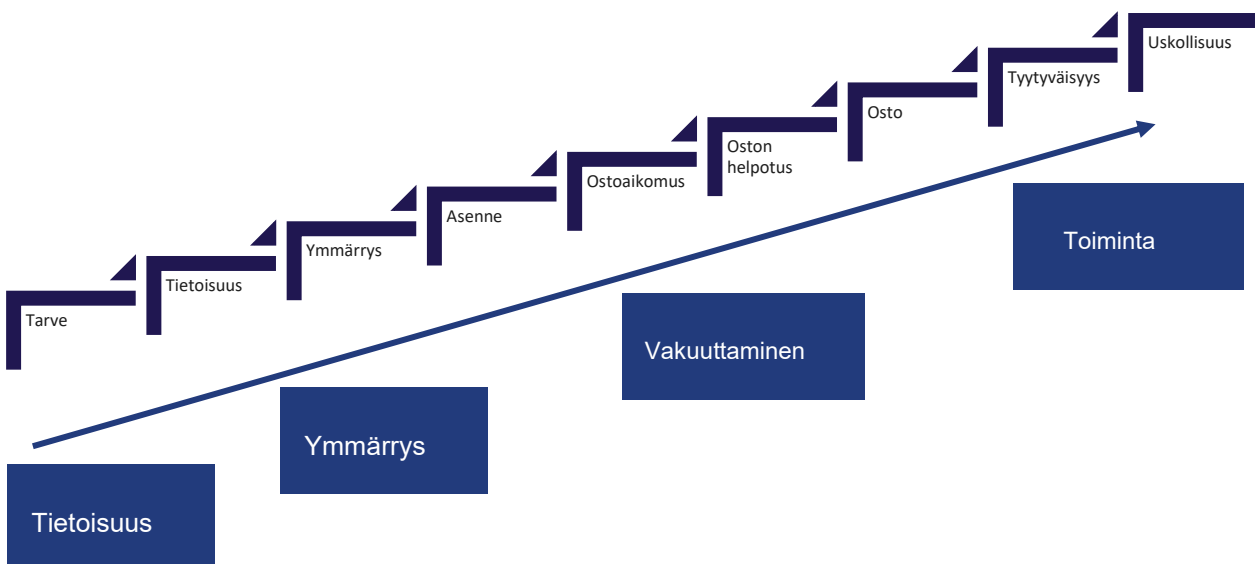 Tarve
Tietoisuus
Ymmärrys
Asenne
Ostoaikomus
Oston
helpotus
Osto
Tyytyväisyys
Uskollisuus
Tietoisuus
Ymmärrys
Vakuuttaminen
Toiminta